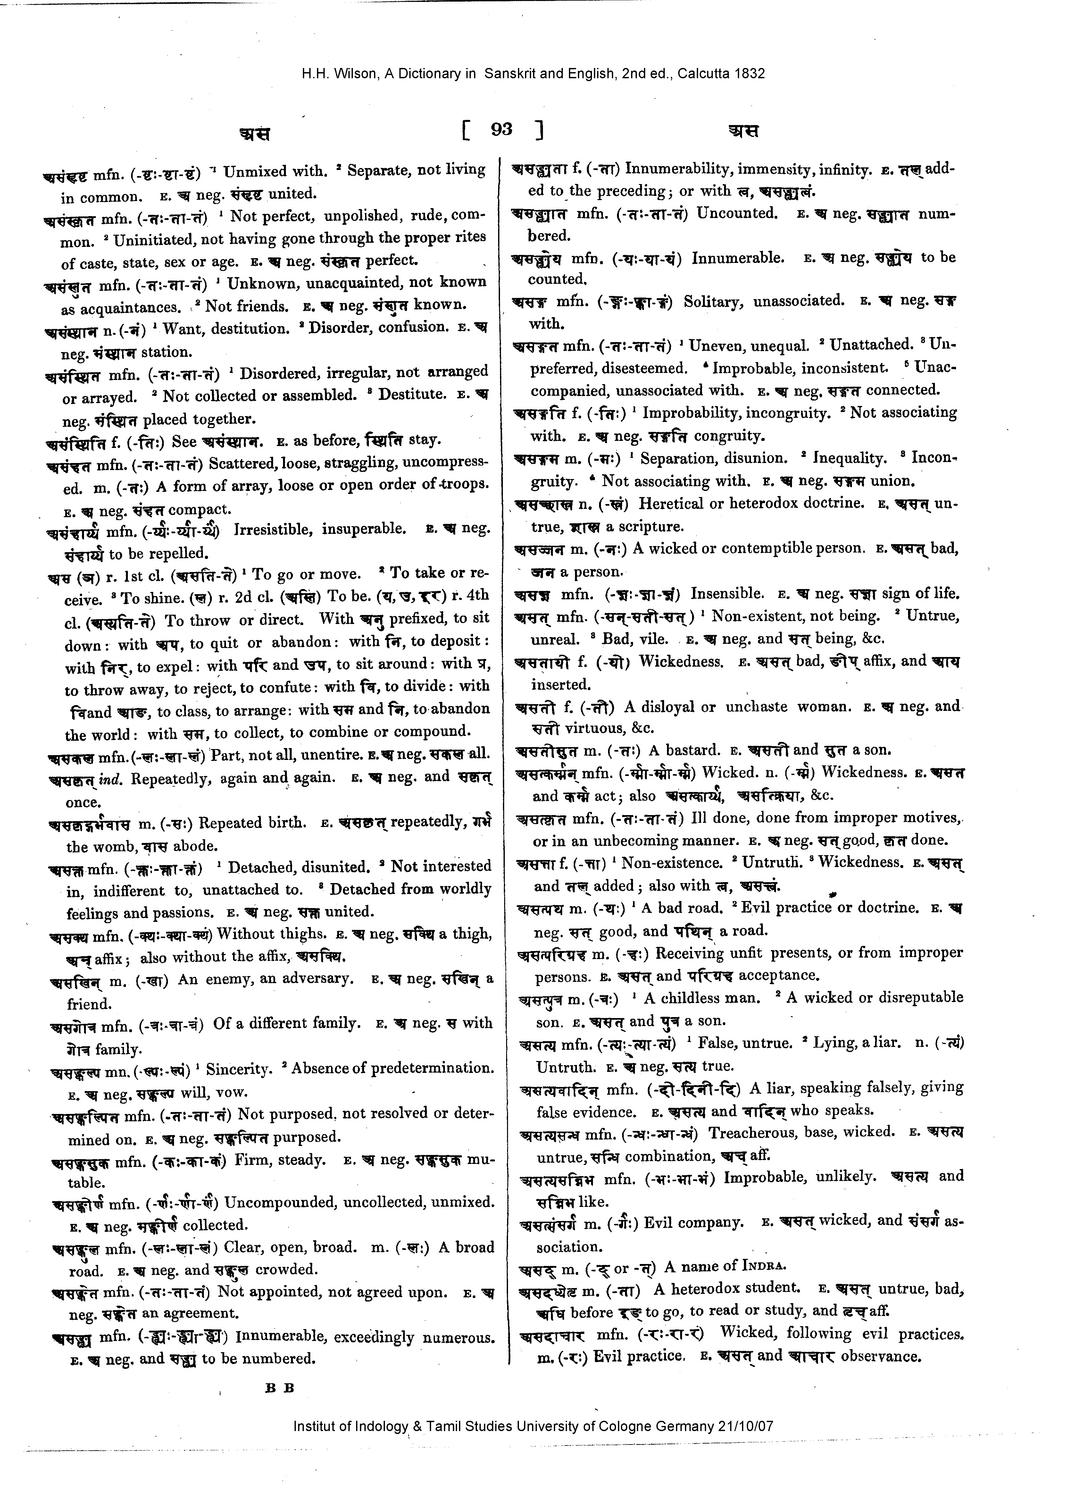 H.H. Wilson, A Dictionary in Sanskrit and English, 2nd ed., Calcutta 1832
अस [ 93 ] अस
असंसृष्ट mfn. (-ष्टः-ष्टा-ष्टं) ¹ Unmixed with. ² Separate, not living
in common. E. अ neg. संसृष्ट united.
असंस्कृत mfn. (-तः-ता-तं) ¹ Not perfect, unpolished, rude, com-
mon. ² Uninitiated, not having gone through the proper rites
of caste, state, sex or age. E. अ neg. संस्कृत perfect.
असंस्तुत mfn. (-तः-ता-तं) ¹ Unknown, unacquainted, not known
as acquaintances. ² Not friends. E. अ neg. संस्तुत known.
असंस्थान n. (-नं) ¹ Want, destitution. ² Disorder, confusion. E. अ
neg. संस्थान station.
असंस्थित mfn. (-तः-ता-तं) ¹ Disordered, irregular, not arranged
or arrayed. ² Not collected or assembled. ³ Destitute. E. अ
neg. संस्थित placed together.
असंस्थिति f. (-तिः) See असंस्थान. E. as before, स्थिति stay.
असंहत mfn. (-तः-ता-तं) Scattered, loose, straggling, uncompress-
ed. m. (-तः) A form of array, loose or open order of troops.
E. अ neg. संहत compact.
असंहार्य्य mfn. (-र्य्यः-र्य्या-र्य्यं) Irresistible, insuperable. E. अ neg.
संहार्य्य to be repelled.
अस (ञ) r. 1st cl. (असति-ते) ¹ To go or move. ² To take or re-
ceive. ³ To shine. (ल) r. 2d cl. (अस्ति) To be. (य, उ, इर) r. 4th
cl. (अस्यति-ते) To throw or direct. With अनु prefixed, to sit
down: with अप, to quit or abandon: with नि, to deposit:
with निर्, to expel: with परि and उप, to sit around: with प्र,
to throw away, to reject, to confute: with वि, to divide: with
वि and आङ, to class, to arrange: with सम and नि, to abandon
the world: with सम, to collect, to combine or compound.
असकल mfn. (-लः-ला-लं) Part, not all, unentire. E. अ neg. सकल all.
असकृत् ind. Repeatedly, again and again. E. अ neg. and सकृत्
once.
असकृद्गर्भवास m. (-सः) Repeated birth. E. असकृत् repeatedly, गर्भ
the womb, वास abode.
असक्त mfn. (-क्तः-क्ता-क्तं) ¹ Detached, disunited. ² Not interested
in, indifferent to, unattached to. ³ Detached from worldly
feelings and passions. E. अ neg. सक्त united.
असक्थ mfn. (-क्थः-क्था-क्थं) Without thighs. E. अ neg. सक्थि a thigh,
अच् affix; also without the affix, असक्थि.
असखिन् m. (-खा) An enemy, an adversary. E. अ neg. सखिन् a
friend.
असगोत्र mfn. (-त्रः-त्रा-त्रं) Of a different family. E. अ neg. स with
गोत्र family.
असङ्कल्प mn. (-ल्पः-ल्पं) ¹ Sincerity. ² Absence of predetermination.
E. अ neg. सङ्कल्प will, vow.
असङ्कल्पित mfn. (-तः-ता-तं) Not purposed, not resolved or deter-
mined on. E. अ neg. सङ्कल्पित purposed.
असङ्कसुक mfn. (-कः-का-कं) Firm, steady. E. अ neg. सङ्कसुक mu-
table.
असङ्कीर्ण mfn. (-र्णः-र्णा-र्णं) Uncompounded, uncollected, unmixed.
E. अ neg. सङ्कीर्ण collected.
असङ्कुल mfn. (-लः-ला-लं) Clear, open, broad. m. (-लः) A broad
road. E. अ neg. and सङ्कुल crowded.
असङ्केत mfn. (-तः-ता-तं) Not appointed, not agreed upon. E. अ
neg. सङ्केत an agreement.
असङ्ख्य mfn. (-ङ्ख्यः-ङ्ख्या-ङ्ख्यं) Innumerable, exceedingly numerous.
E. अ neg. and सङ्ख्य to be numbered.
B B
असङ्ख्यता f. (-ता) Innumerability, immensity, infinity. E. तल् add-
ed to the preceding; or with त्व, असङ्ख्यत्वं.
असङ्ख्यात mfn. (-तः-ता-तं) Uncounted. E. अ neg. सङ्ख्यात num-
bered.
असङ्ख्येय mfn. (-यः-या-यं) Innumerable. E. अ neg. सङ्ख्येय to be
counted.
असङ्ग mfn. (-ङ्गः-ङ्गा-ङ्गं) Solitary, unassociated. E. अ neg. सङ्ग
with.
असङ्गत mfn. (-तः-ता-तं) ¹ Uneven, unequal. ² Unattached. ³ Un-
preferred, disesteemed. ⁴ Improbable, inconsistent. ⁵ Unac-
companied, unassociated with. E. अ neg. सङ्गत connected.
असङ्गति f. (-तिः) ¹ Improbability, incongruity. ² Not associating
with. E. अ neg. सङ्गति congruity.
असङ्गम m. (-मः) ¹ Separation, disunion. ² Inequality. ³ Incon-
gruity. ⁴ Not associating with. E. अ neg. सङ्गम union.
असच्छास्त्र n. (-स्त्रं) Heretical or heterodox doctrine. E. असत् un-
true, शास्त्र a scripture.
असज्जन m. (-नः) A wicked or contemptible person. E. असत् bad,
जन a person.
असञ्ज्ञ mfn. (-ञ्ज्ञः-ञ्ज्ञा-ञ्ज्ञं) Insensible. E. अ neg. सञ्ज्ञा sign of life.
असत् mfn. (-सन्-सती-सत्) ¹ Non-existent, not being. ² Untrue,
unreal. ³ Bad, vile. E. अ neg. and सत् being, &c.
असतायी f. (-यी) Wickedness. E. असत् bad, ङीप् affix, and आय
inserted.
असती f. (-ती) A disloyal or unchaste woman. E. अ neg. and
सती virtuous, &c.
असतीसुत m. (-तः) A bastard. E. असती and सुत a son.
असत्कर्म्मन् mfn. (-र्म्मा-र्म्मा-र्म्म) Wicked. n. (-र्म्म) Wickedness. E. असत
and कर्म्म act; also असत्कार्य्य, असत्क्रिया, &c.
असत्कृत mfn. (-तः-ता-तं) Ill done, done from improper motives,
or in an unbecoming manner. E. अ neg. सत् good, कृत done.
असत्ता f. (-त्ता) ¹ Non-existence. ² Untruth. ³ Wickedness. E. असत्
and तल् added; also with त्व, असत्त्वं.
असत्पथ m. (-थः) ¹ A bad road. ² Evil practice or doctrine. E. अ
neg. सत् good, and पथिन् a road.
असत्परिग्रह m. (-हः) Receiving unfit presents, or from improper
persons. E. असत् and परिग्रह acceptance.
असत्पुत्र m. (-त्रः) ¹ A childless man. ² A wicked or disreputable
son. E. असत् and पुत्र a son.
असत्य mfn. (-त्यः-त्या-त्यं) ¹ False, untrue. ² Lying, a liar. n. (-त्यं)
Untruth. E. अ neg. सत्य true.
असत्यवादिन् mfn. (-दी-दिनी-दि) A liar, speaking falsely, giving
false evidence. E. असत्य and वादिन् who speaks.
असत्यसन्ध mfn. (-न्धः-न्धा-न्धं) Treacherous, base, wicked. E. असत्य
untrue, सन्धि combination, अच् aff.
असत्यसन्निभ mfn. (-भः-भा-भं) Improbable, unlikely. असत्य and
सन्निभ like.
असत्संसर्ग m. (-र्गः) Evil company. E. असत् wicked, and संसर्ग as-
sociation.
असद् m. (-द् or -त्) A name of INDRA.
असदध्येतृ m. (-ता) A heterodox student. E. असत् untrue, bad,
अधि before इङ् to go, to read or study, and तृच् aff.
असदाचार mfn. (-रः-रा-रं) Wicked, following evil practices.
m. (-रः) Evil practice. E. असत् and आचार observance.
Institut of Indology & Tamil Studies University of Cologne Germany 21/10/07